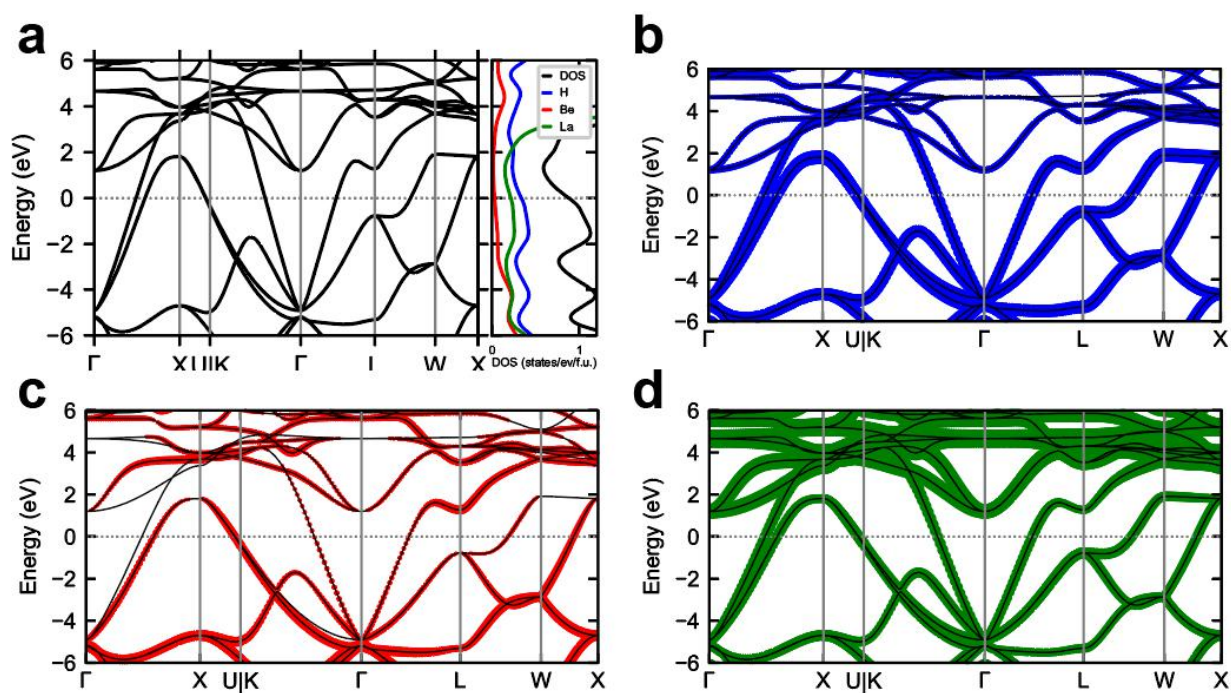 a
6
4
2
0
−2
−4
−6
Energy (eV)
Γ X U|K Γ L W X
DOS
H
Be
La
0 1
DOS (states/ev/f.u.)
b
6
4
2
0
−2
−4
−6
Energy (eV)
Γ X U|K Γ L W X
c
6
4
2
0
−2
−4
−6
Energy (eV)
Γ X U|K Γ L W X
d
6
4
2
0
−2
−4
−6
Energy (eV)
Γ X U|K Γ L W X